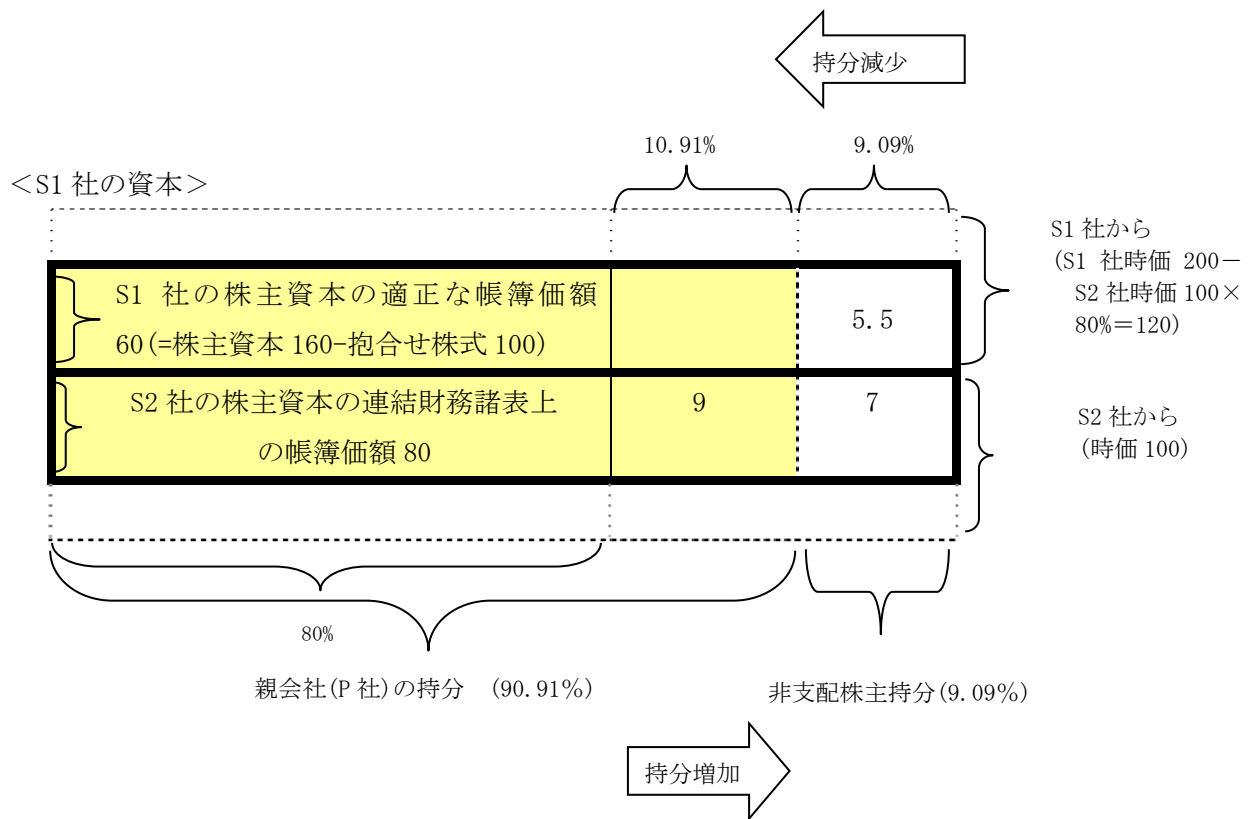 持分減少
10.91%
9.09%
＜S1 社の資本＞
S1 社から
(S1 社時価 200－
S2 社時価 100×
80%＝120)
S1 社の株主資本の適正な帳簿価額
60(=株主資本 160-抱合せ株式 100)
5.5
S2 社の株主資本の連結財務諸表上
の帳簿価額 80
9
7
S2 社から
(時価 100)
80%
親会社(P 社)の持分 (90.91%)
非支配株主持分(9.09%)
持分増加